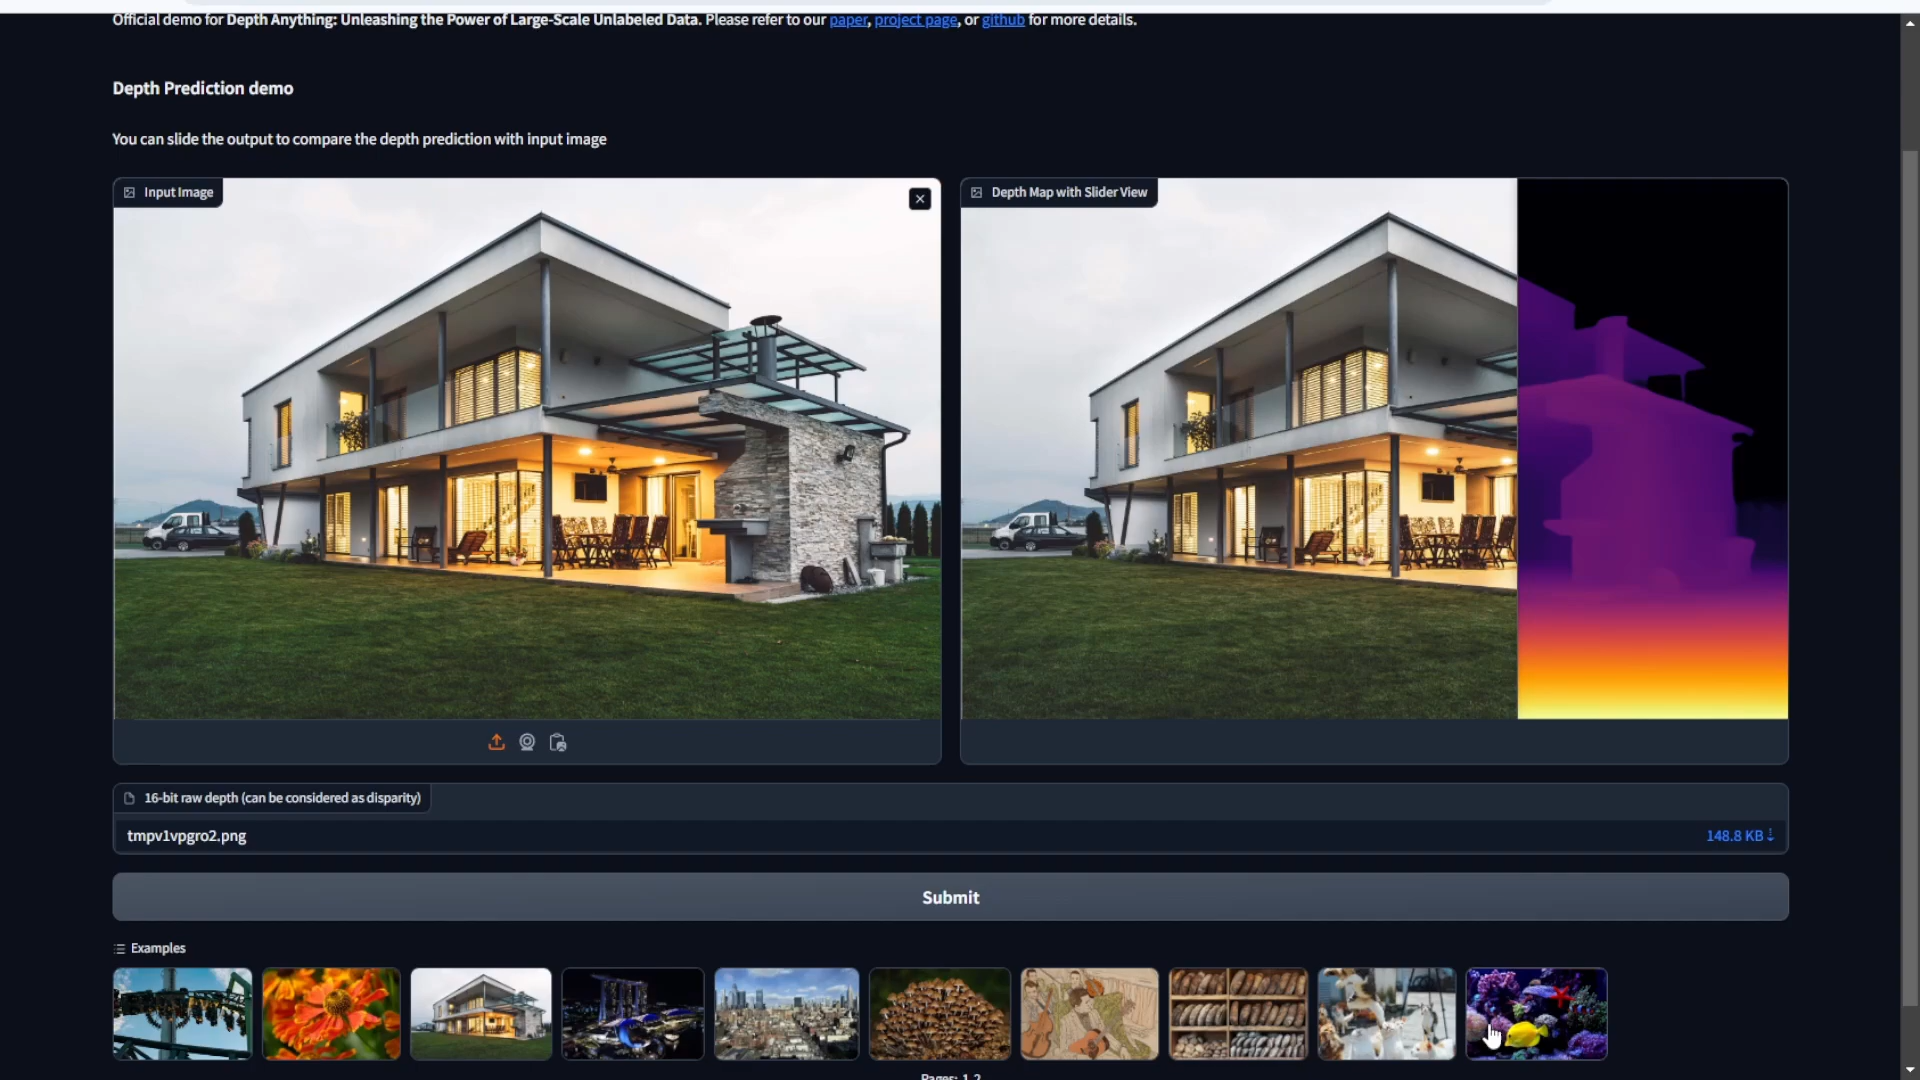 Official demo for Depth Anything: Unleashing the Power of Large-Scale Unlabeled Data. Please refer to our paper, project page, or github for more details.
Depth Prediction demo
You can slide the output to compare the depth prediction with input image
Input Image
Depth Map with Slider View
16-bit raw depth (can be considered as disparity)
tmpv1vpgro2.png
148.8 KB ⇣
Submit
Examples
Pages: 1 2